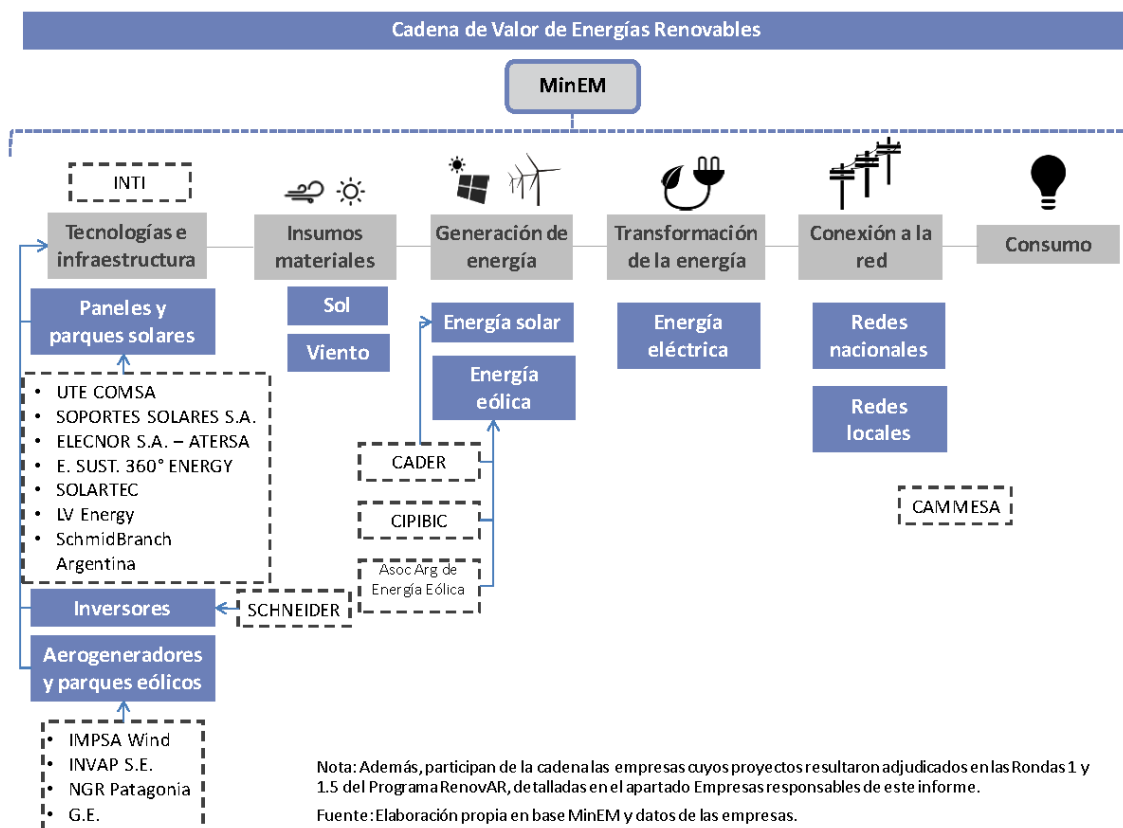 Cadena de Valor de Energías Renovables
MinEM
INTI
Tecnologías e
infraestructura
Insumos
materiales
Generación de
energía
Transformación
de la energía
Conexión a la
red
Consumo
Paneles y
parques solares
Sol
Viento
Energía solar
Energía
eólica
Energía
eléctrica
Redes
nacionales
Redes
locales
• UTE COMSA
• SOPORTES SOLARES S.A.
• ELECNOR S.A. – ATERSA
• E. SUST. 360° ENERGY
• SOLARTEC
• LV Energy
• SchmidBranch
Argentina
CADER
CIPIBIC
Asoc Arg de
Energía Eólica
CAMMESA
Inversores
SCHNEIDER
Aerogeneradores
y parques eólicos
• IMPSA Wind
• INVAP S.E.
• NGR Patagonia
• G.E.
Nota: Además, participan de la cadena las empresas cuyos proyectos resultaron adjudicados en las Rondas 1 y
1.5 del Programa RenovAR, detalladas en el apartado Empresas responsables de este informe.
Fuente: Elaboración propia en base MinEM y datos de las empresas.